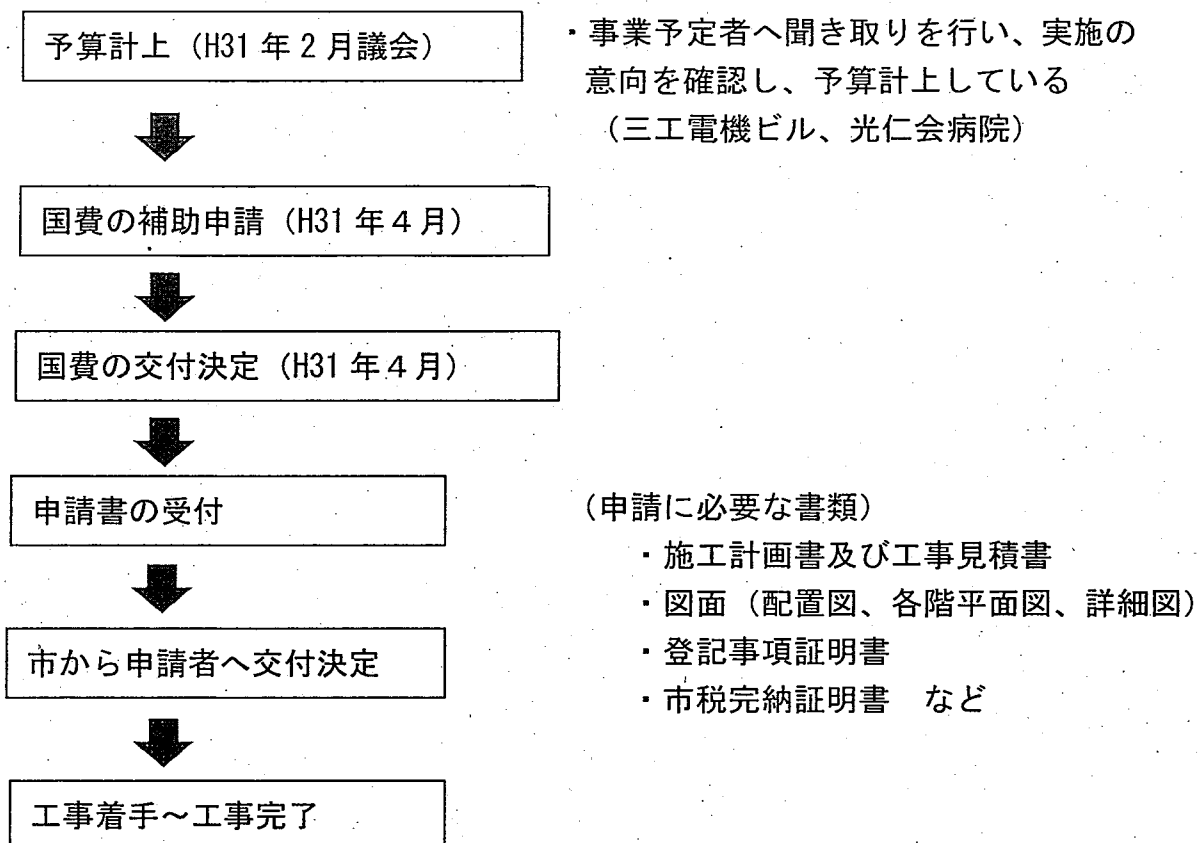 予算計上（H31年2月議会）
・事業予定者へ聞き取りを行い、実施の
意向を確認し、予算計上している
（三工電機ビル、光仁会病院）
国費の補助申請（H31年４月）
国費の交付決定（H31年４月）
申請書の受付
（申請に必要な書類）
・施工計画書及び工事見積書
・図面（配置図、各階平面図、詳細図）
・登記事項証明書
・市税完納証明書　など
市から申請者へ交付決定
工事着手～工事完了